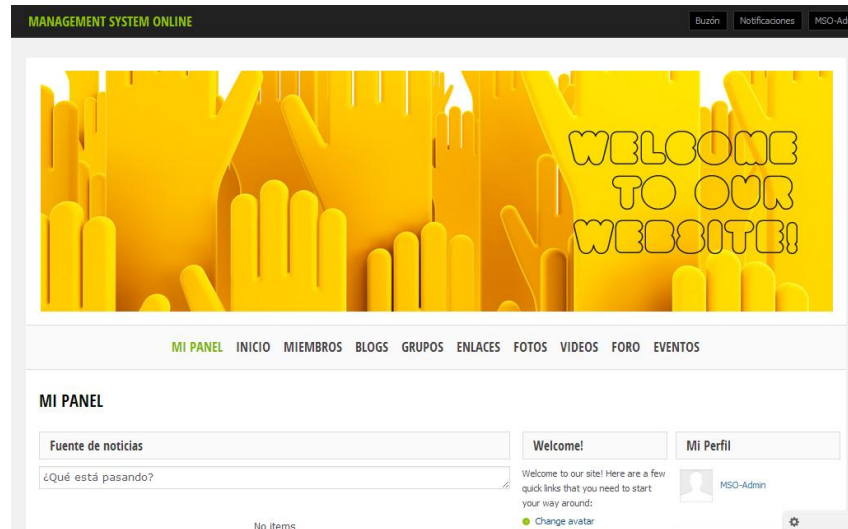 MANAGEMENT SYSTEM ONLINE
Buzón Notificaciones
WELCOME
TO OUR
WEBSITE!
MI PANEL INICIO MIEMBROS BLOGS GRUPOS ENLACES FOTOS VIDEOS FORO EVENTOS
MI PANEL
Fuente de noticias
¿Qué está pasando?
No items
Welcome!
Welcome to our site! Here are a few
quick links that you need to start
your way around:
Change avatar
Mi Perfil
MSO-Admin